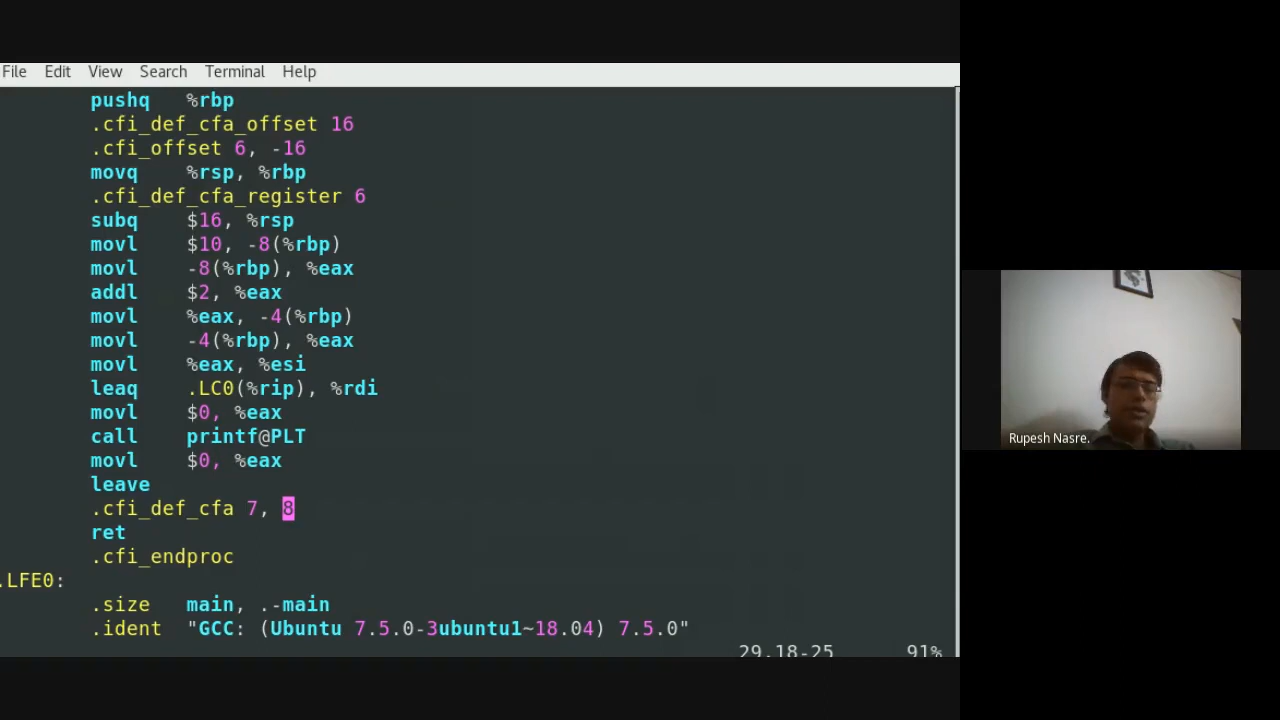 File Edit View Search Terminal Help
pushq %rbp
.cfi_def_cfa_offset 16
.cfi_offset 6, -16
movq %rsp, %rbp
.cfi_def_cfa_register 6
subq $16, %rsp
movl $10, -8(%rbp)
movl -8(%rbp), %eax
addl $2, %eax
movl %eax, -4(%rbp)
movl -4(%rbp), %eax
movl %eax, %esi
leaq .LC0(%rip), %rdi
movl $0, %eax
call printf@PLT
movl $0, %eax
leave
.cfi_def_cfa 7, 8
ret
.cfi_endproc
.LFE0:
.size main, .-main
.ident "GCC: (Ubuntu 7.5.0-3ubuntu1~18.04) 7.5.0"
29,18-25 91%
Rupesh Nasre.